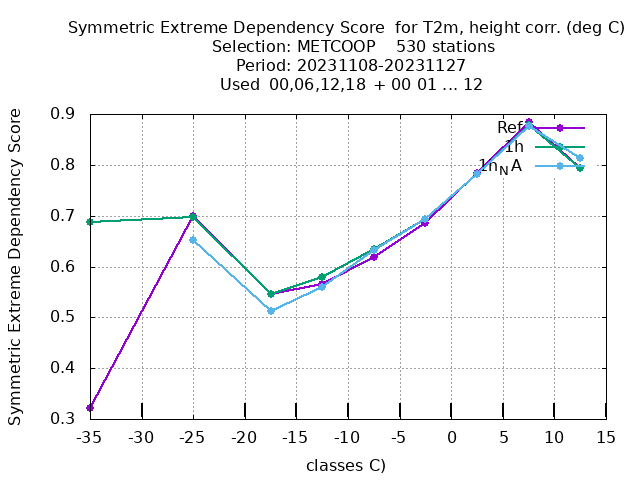 Symmetric Extreme Dependency Score  for T2m, height corr. (deg C)
Selection: METCOOP    530 stations
Period: 20231108-20231127
Used  00,06,12,18  + 00 01 ... 12
Symmetric Extreme Dependency Score
0.9
0.8
0.7
0.6
0.5
0.4
0.3
Ref
1h
1h_NA
-35 -30 -25 -20 -15 -10 -5 0 5 10 15
classes C)